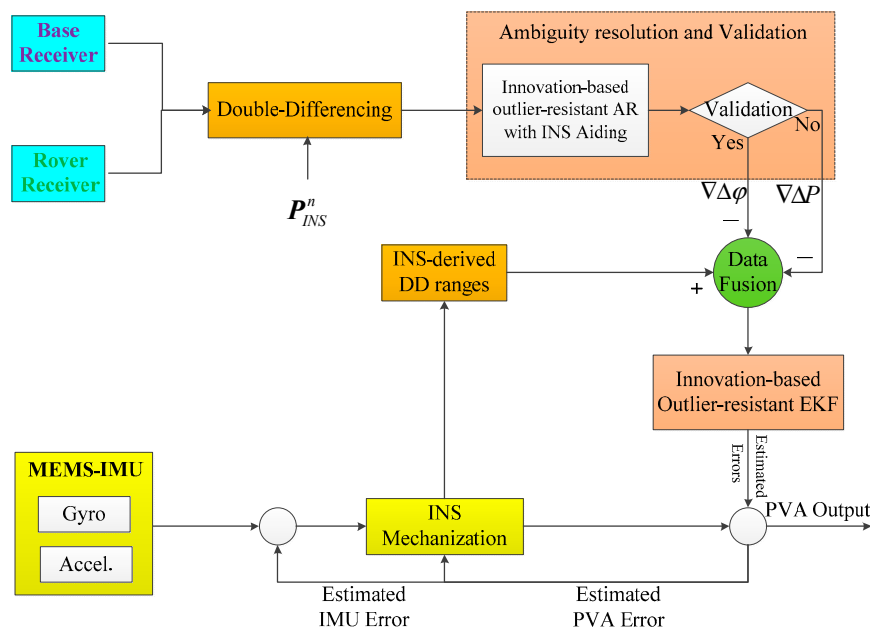 Base
Receiver
Rover
Receiver
Double-Differencing
P^n_INS
Ambiguity resolution and Validation
Innovation-based
outlier-resistant AR
with INS Aiding
Validation
Yes
No
∇Δφ
∇ΔP
−
−
+
INS-derived
DD ranges
Data
Fusion
Innovation-based
Outlier-resistant EKF
Estimated
Errors
MEMS-IMU
Gyro
Accel.
INS
Mechanization
PVA Output
Estimated
IMU Error
Estimated
PVA Error